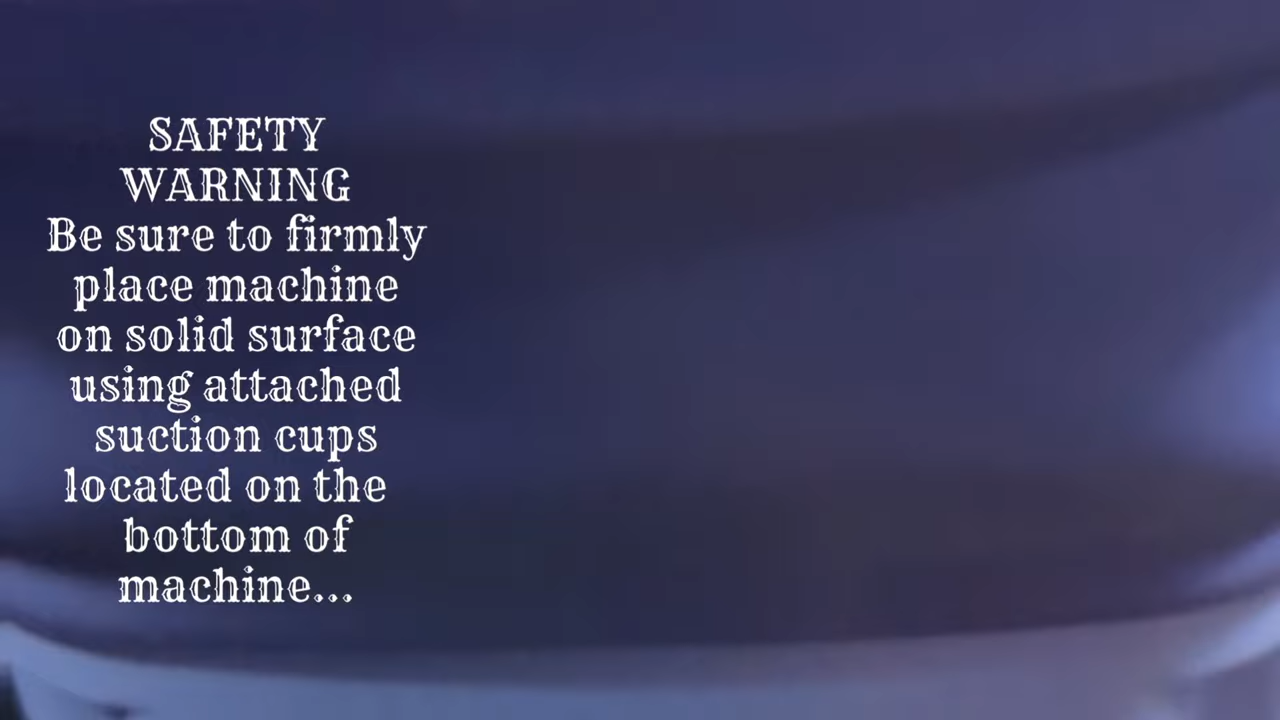 SAFETY
WARNING
Be sure to firmly
place machine
on solid surface
using attached
suction cups
located on the
bottom of
machine...